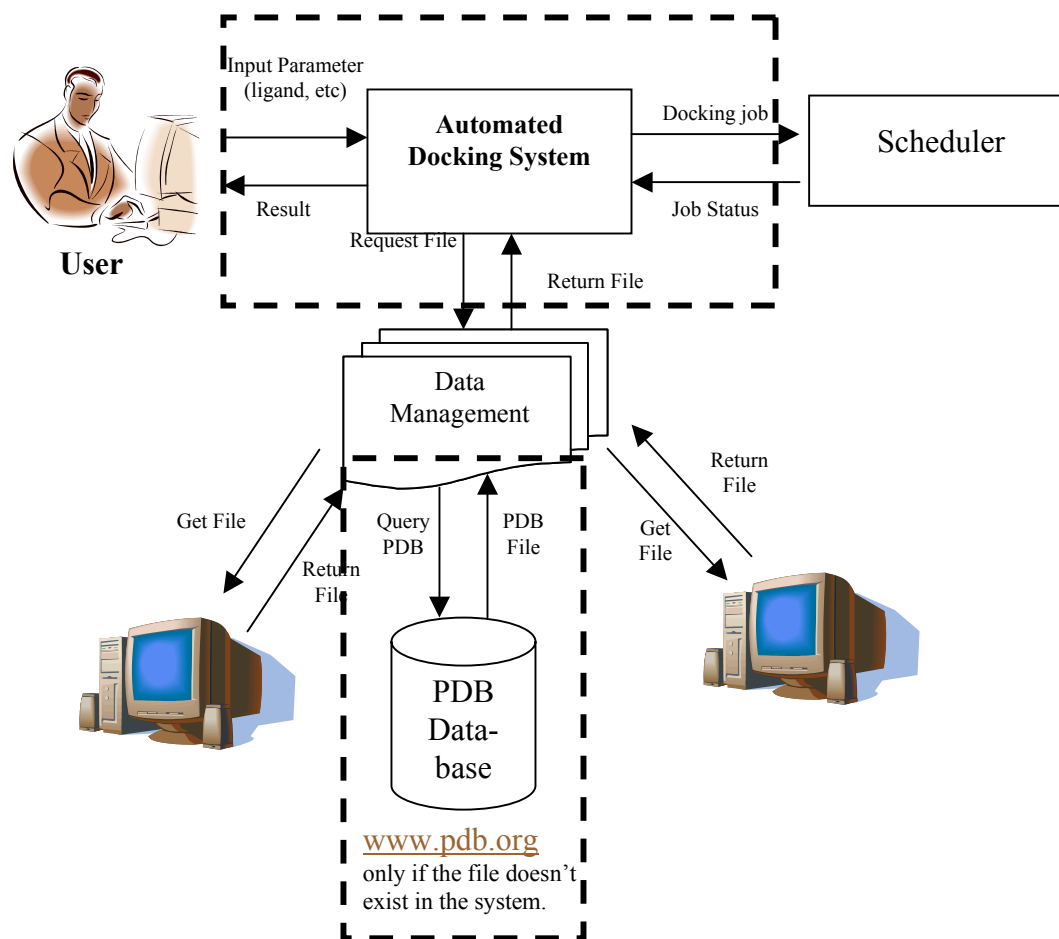 Input Parameter
(ligand, etc)
Automated
Docking System
Docking job
Scheduler
Result
Job Status
User
Request File
Return File
Data
Management
Return
File
Get File
Query
PDB
PDB
File
Get
File
Return
File
PDB
Data-
base
www.pdb.org
only if the file doesn’t
exist in the system.